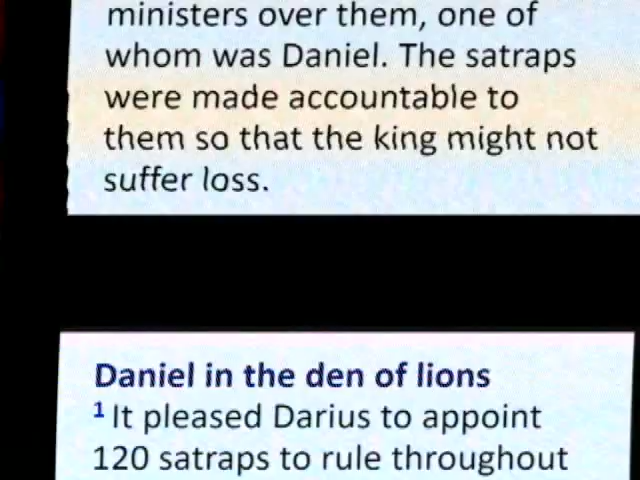 ministers over them, one of
whom was Daniel. The satraps
were made accountable to
them so that the king might not
suffer loss.
Daniel in the den of lions
1 It pleased Darius to appoint
120 satraps to rule throughout